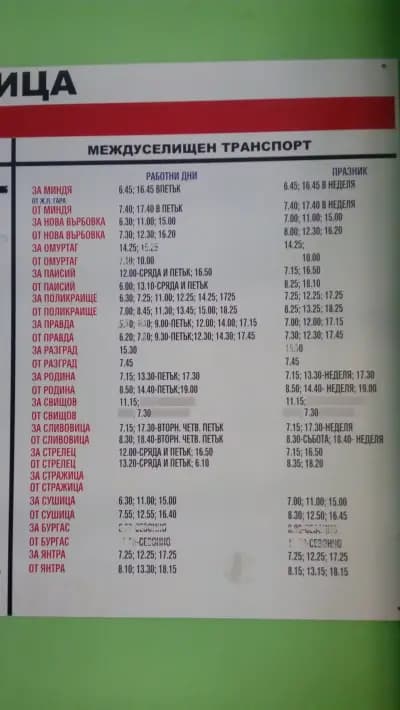 ИЦА
МЕЖДУСЕЛИЩЕН ТРАНСПОРТ
РАБОТНИ ДНИ ПРАЗНИК
ЗА МИНДЯ 6.45; 16.45 ВПЕТЪК 6.45; 16.45 В НЕДЕЛЯ
ОТ Ж.П. ГАРА
ОТ МИНДЯ 7.40; 17.40 В ПЕТЪК 7.40; 17.40 В НЕДЕЛЯ
ЗА НОВА ВЪРБОВКА 6.30; 11.00; 15.00 7.00; 11.00; 15.00
ОТ НОВА ВЪРБОВКА 7.30; 12.30; 16.20 8.00; 12.30; 16.20
ЗА ОМУРТАГ 14.25; 14.25;
ОТ ОМУРТАГ 10.00 10.00
ЗА ПАИСИЙ 12.00-СРЯДА И ПЕТЪК; 16.50 7.15; 16.50
ОТ ПАИСИЙ 6.00; 13.10-СРЯДА И ПЕТЪК 8.25; 18.10
ЗА ПОЛИКРАИЩЕ 6.30; 7.25; 11.00; 12.25; 14.25; 1725 7.25; 12.25; 17.25
ОТ ПОЛИКРАИЩЕ 7.00; 8.45; 11.30; 13.45; 15.00; 18.25 8.25; 13.25; 18.25
ЗА ПРАВДА 9.00-ПЕТЪК; 12.00; 14.00; 17.15 7.00; 12.00; 17.15
ОТ ПРАВДА 6.20; 9.30-ПЕТЪК;12.30; 14.30; 17.45 7.30; 12.30; 17.45
ЗА РАЗГРАД 15.30
ОТ РАЗГРАД 7.45 7.45
ЗА РОДИНА 7.15; 13.30-ПЕТЪК; 17.30 7.15; 13.30-НЕДЕЛЯ; 17.30
ОТ РОДИНА 8.50; 14.40-ПЕТЪК;19.00 8.50; 14.40- НЕДЕЛЯ; 19.00
ЗА СВИЩОВ 11.15; 11.15;
ОТ СВИЩОВ 7.30 7.30
ЗА СЛИВОВИЦА 7.15; 17.30-ВТОРН. ЧЕТВ. ПЕТЪК 7.15; 17.30-НЕДЕЛЯ
ОТ СЛИВОВИЦА 8.30; 18.40-ВТОРН. ЧЕТВ. ПЕТЪК 8.30-СЪБОТА; 18.40- НЕДЕЛЯ
ЗА СТРЕЛЕЦ 12.00-СРЯДА И ПЕТЪК; 16.50 7.15; 16.50
ОТ СТРЕЛЕЦ 13.20-СРЯДА И ПЕТЪК; 6.10 8.35; 18.20
ЗА СТРАЖИЦА
ОТ СТРАЖИЦА
ЗА СУШИЦА 6.30; 11.00; 15.00 7.00; 11.00; 15.00
ОТ СУШИЦА 7.55; 12.55; 16.40 8.30; 12.50; 16.45
ЗА БУРГАС
ОТ БУРГАС
ЗА ЯНТРА 7.25; 12.25; 17.25 7.25; 12.25; 17.25
ОТ ЯНТРА 8.10; 13.30; 18.15 8.15; 13.15; 18.15